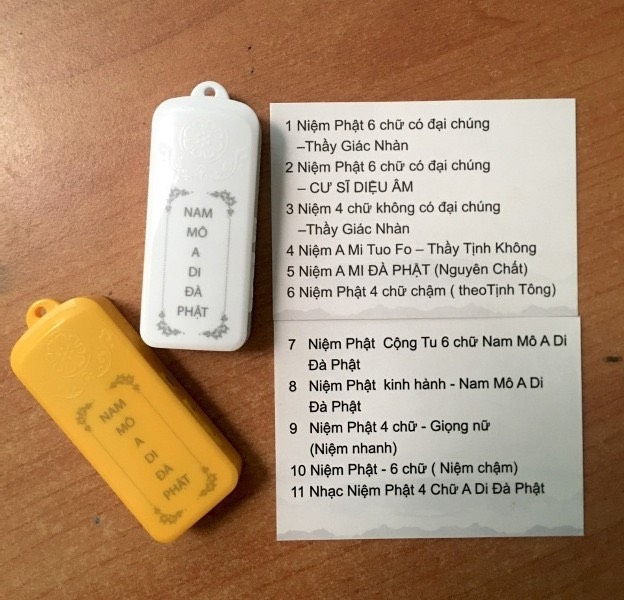 NAM
MÔ
A
DI
ĐÀ
PHẬT
NAM
MÔ
A
DI
ĐÀ
PHẬT
1 Niệm Phật 6 chữ có đại chúng
–Thầy Giác Nhàn
2 Niệm Phật 6 chữ có đại chúng
– CƯ SĨ DIỆU ÂM
3 Niệm 4 chữ không có đại chúng
–Thầy Giác Nhàn
4 Niệm A Mi Tuo Fo – Thầy Tịnh Không
5 Niệm A MI ĐÀ PHẬT (Nguyên Chất)
6 Niệm Phật 4 chữ chậm ( theoTịnh Tông)
7 Niệm Phật Cộng Tu 6 chữ Nam Mô A Di
Đà Phật
8 Niệm Phật kinh hành - Nam Mô A Di
Đà Phật
9 Niệm Phật 4 chữ - Giọng nữ
(Niệm nhanh)
10 Niệm Phật - 6 chữ ( Niệm chậm)
11 Nhạc Niệm Phật 4 Chữ A Di Đà Phật